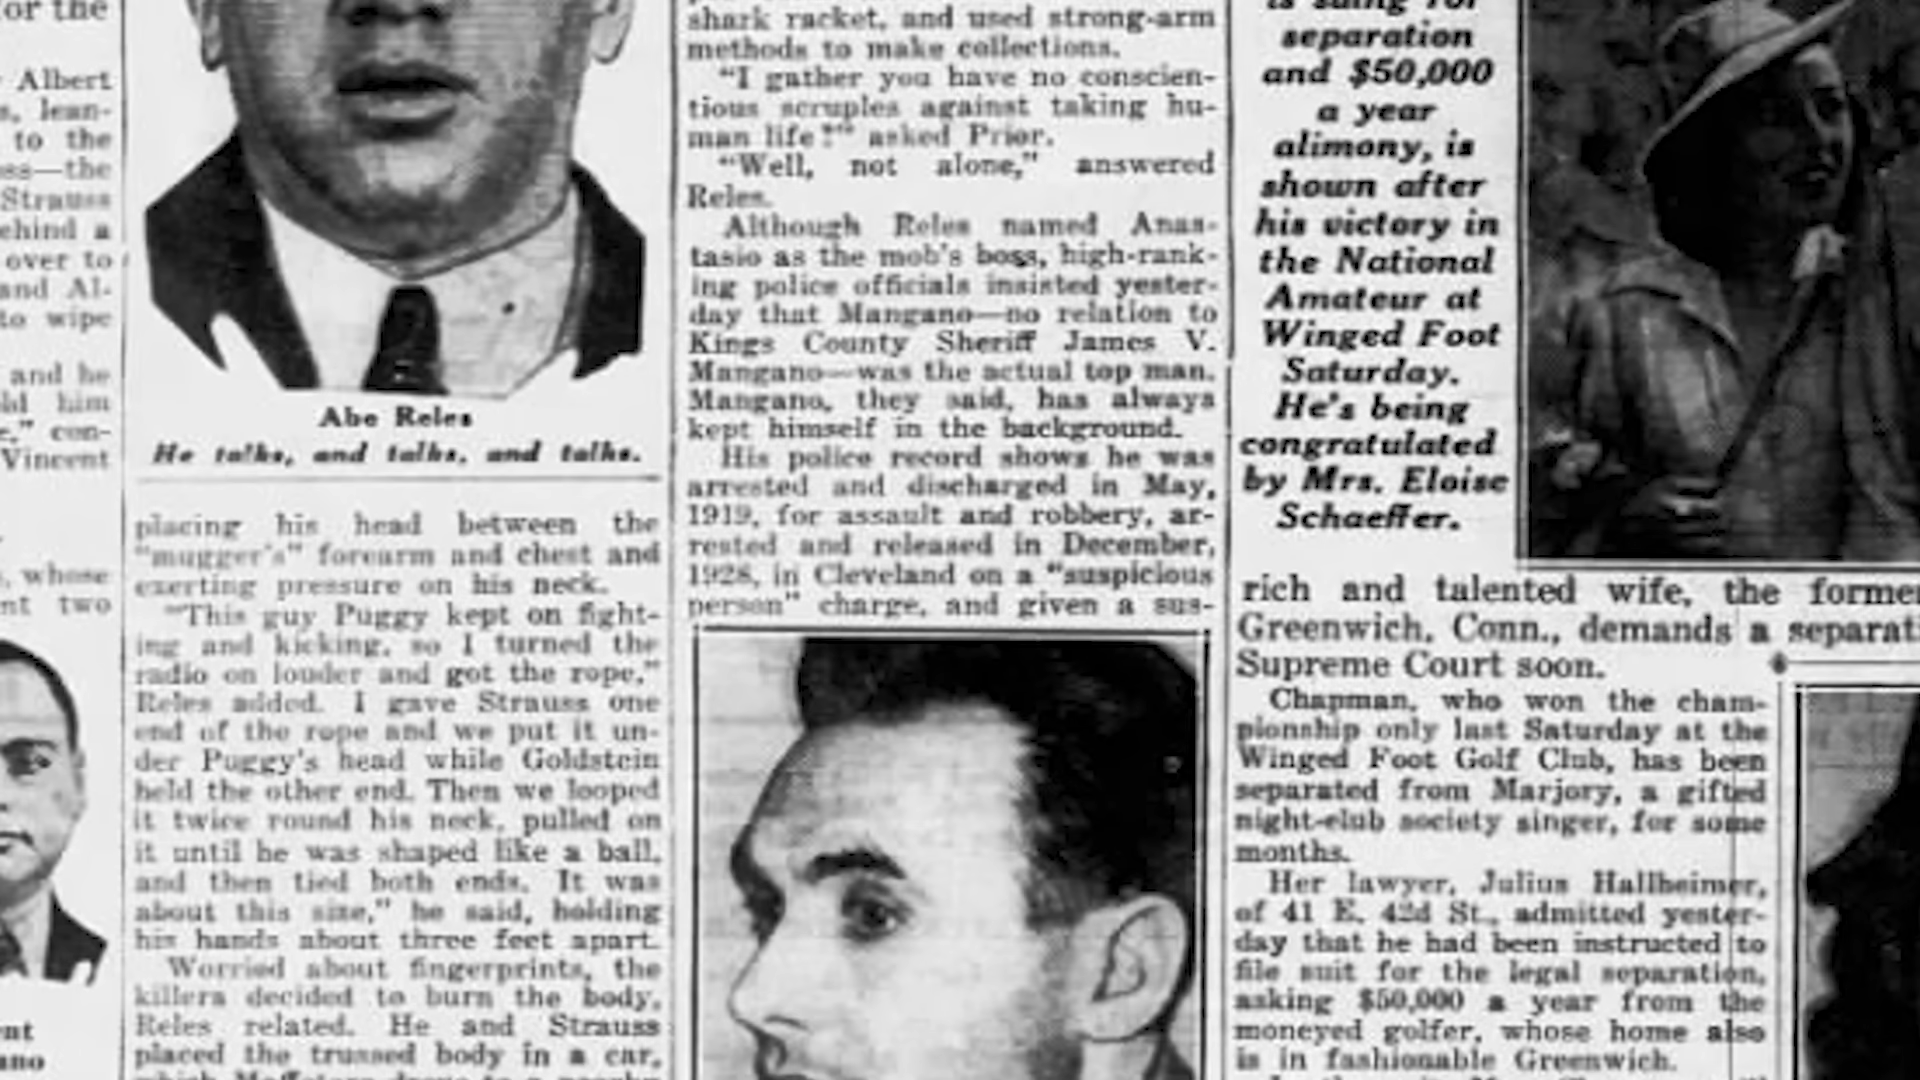 for the
Albert
s, lean-
to the
ess—the
Strauss
ehind a
over to
and Al-
to wipe
and he
old him
e," con-
Vincent
, whose
nt two
nt
ano
Abe Reles
He talks, and talks, and talks.
placing his head between the
"mugger's" forearm and chest and
exerting pressure on his neck.
"This guy Puggy kept on fight-
ing and kicking, so I turned the
radio on louder and got the rope,"
Reles added. I gave Strauss one
end of the rope and we put it un-
der Puggy's head while Goldstein
held the other end. Then we looped
it twice round his neck, pulled on
it until he was shaped like a ball,
and then tied both ends. It was
about this size," he said, holding
his hands about three feet apart.
Worried about fingerprints, the
killers decided to burn the body,
Reles related. He and Strauss
placed the trussed body in a car,
shark racket, and used strong-arm
methods to make collections.
"I gather you have no conscien-
tious scruples against taking hu-
man life?" asked Prior.
"Well, not alone," answered
Reles.
Although Reles named Anas-
tasio as the mob's boss, high-rank-
ing police officials insisted yester-
day that Mangano—no relation to
Kings County Sheriff James V.
Mangano—was the actual top man.
Mangano, they said, has always
kept himself in the background.
His police record shows he was
arrested and discharged in May,
1919, for assault and robbery, ar-
rested and released in December,
1928, in Cleveland on a "suspicious
person" charge, and given a sus-
is suing for
separation
and $50,000
a year
alimony, is
shown after
his victory in
the National
Amateur at
Winged Foot
Saturday.
He's being
congratulated
by Mrs. Eloise
Schaeffer.
rich and talented wife, the former
Greenwich, Conn., demands a separati
Supreme Court soon.
Chapman, who won the cham-
pionship only last Saturday at the
Winged Foot Golf Club, has been
separated from Marjory, a gifted
night-club society singer, for some
months.
Her lawyer, Julius Hallheimer,
of 41 E. 42d St., admitted yester-
day that he had been instructed to
file suit for the legal separation,
asking $50,000 a year from the
moneyed golfer, whose home also
is in fashionable Greenwich.